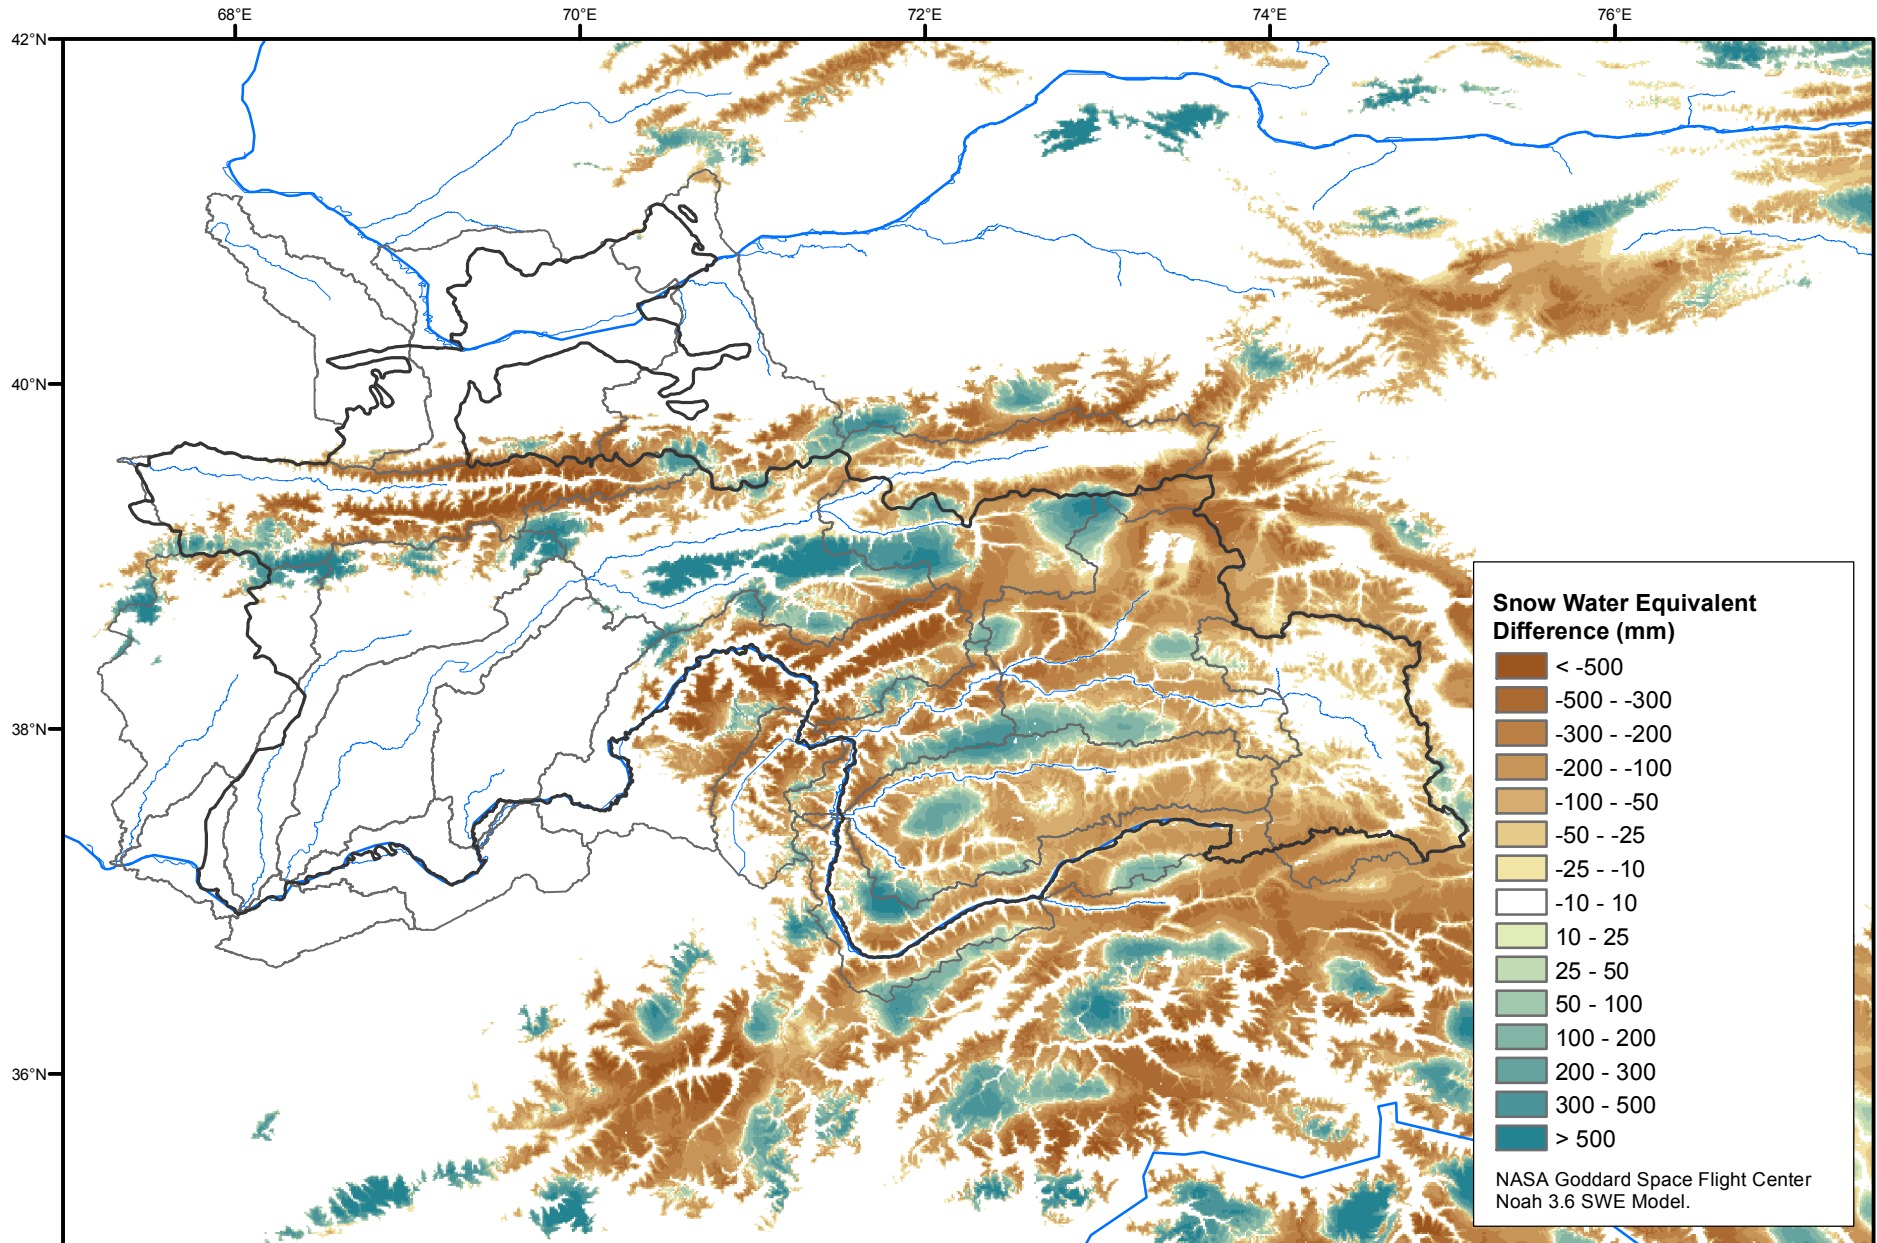 68°E
70°E
72°E
74°E
76°E
42°N
40°N
38°N
36°N
Snow Water Equivalent
Difference (mm)
< -500
-500 - -300
-300 - -200
-200 - -100
-100 - -50
-50 - -25
-25 - -10
-10 - 10
10 - 25
25 - 50
50 - 100
100 - 200
200 - 300
300 - 500
> 500
NASA Goddard Space Flight Center
Noah 3.6 SWE Model.